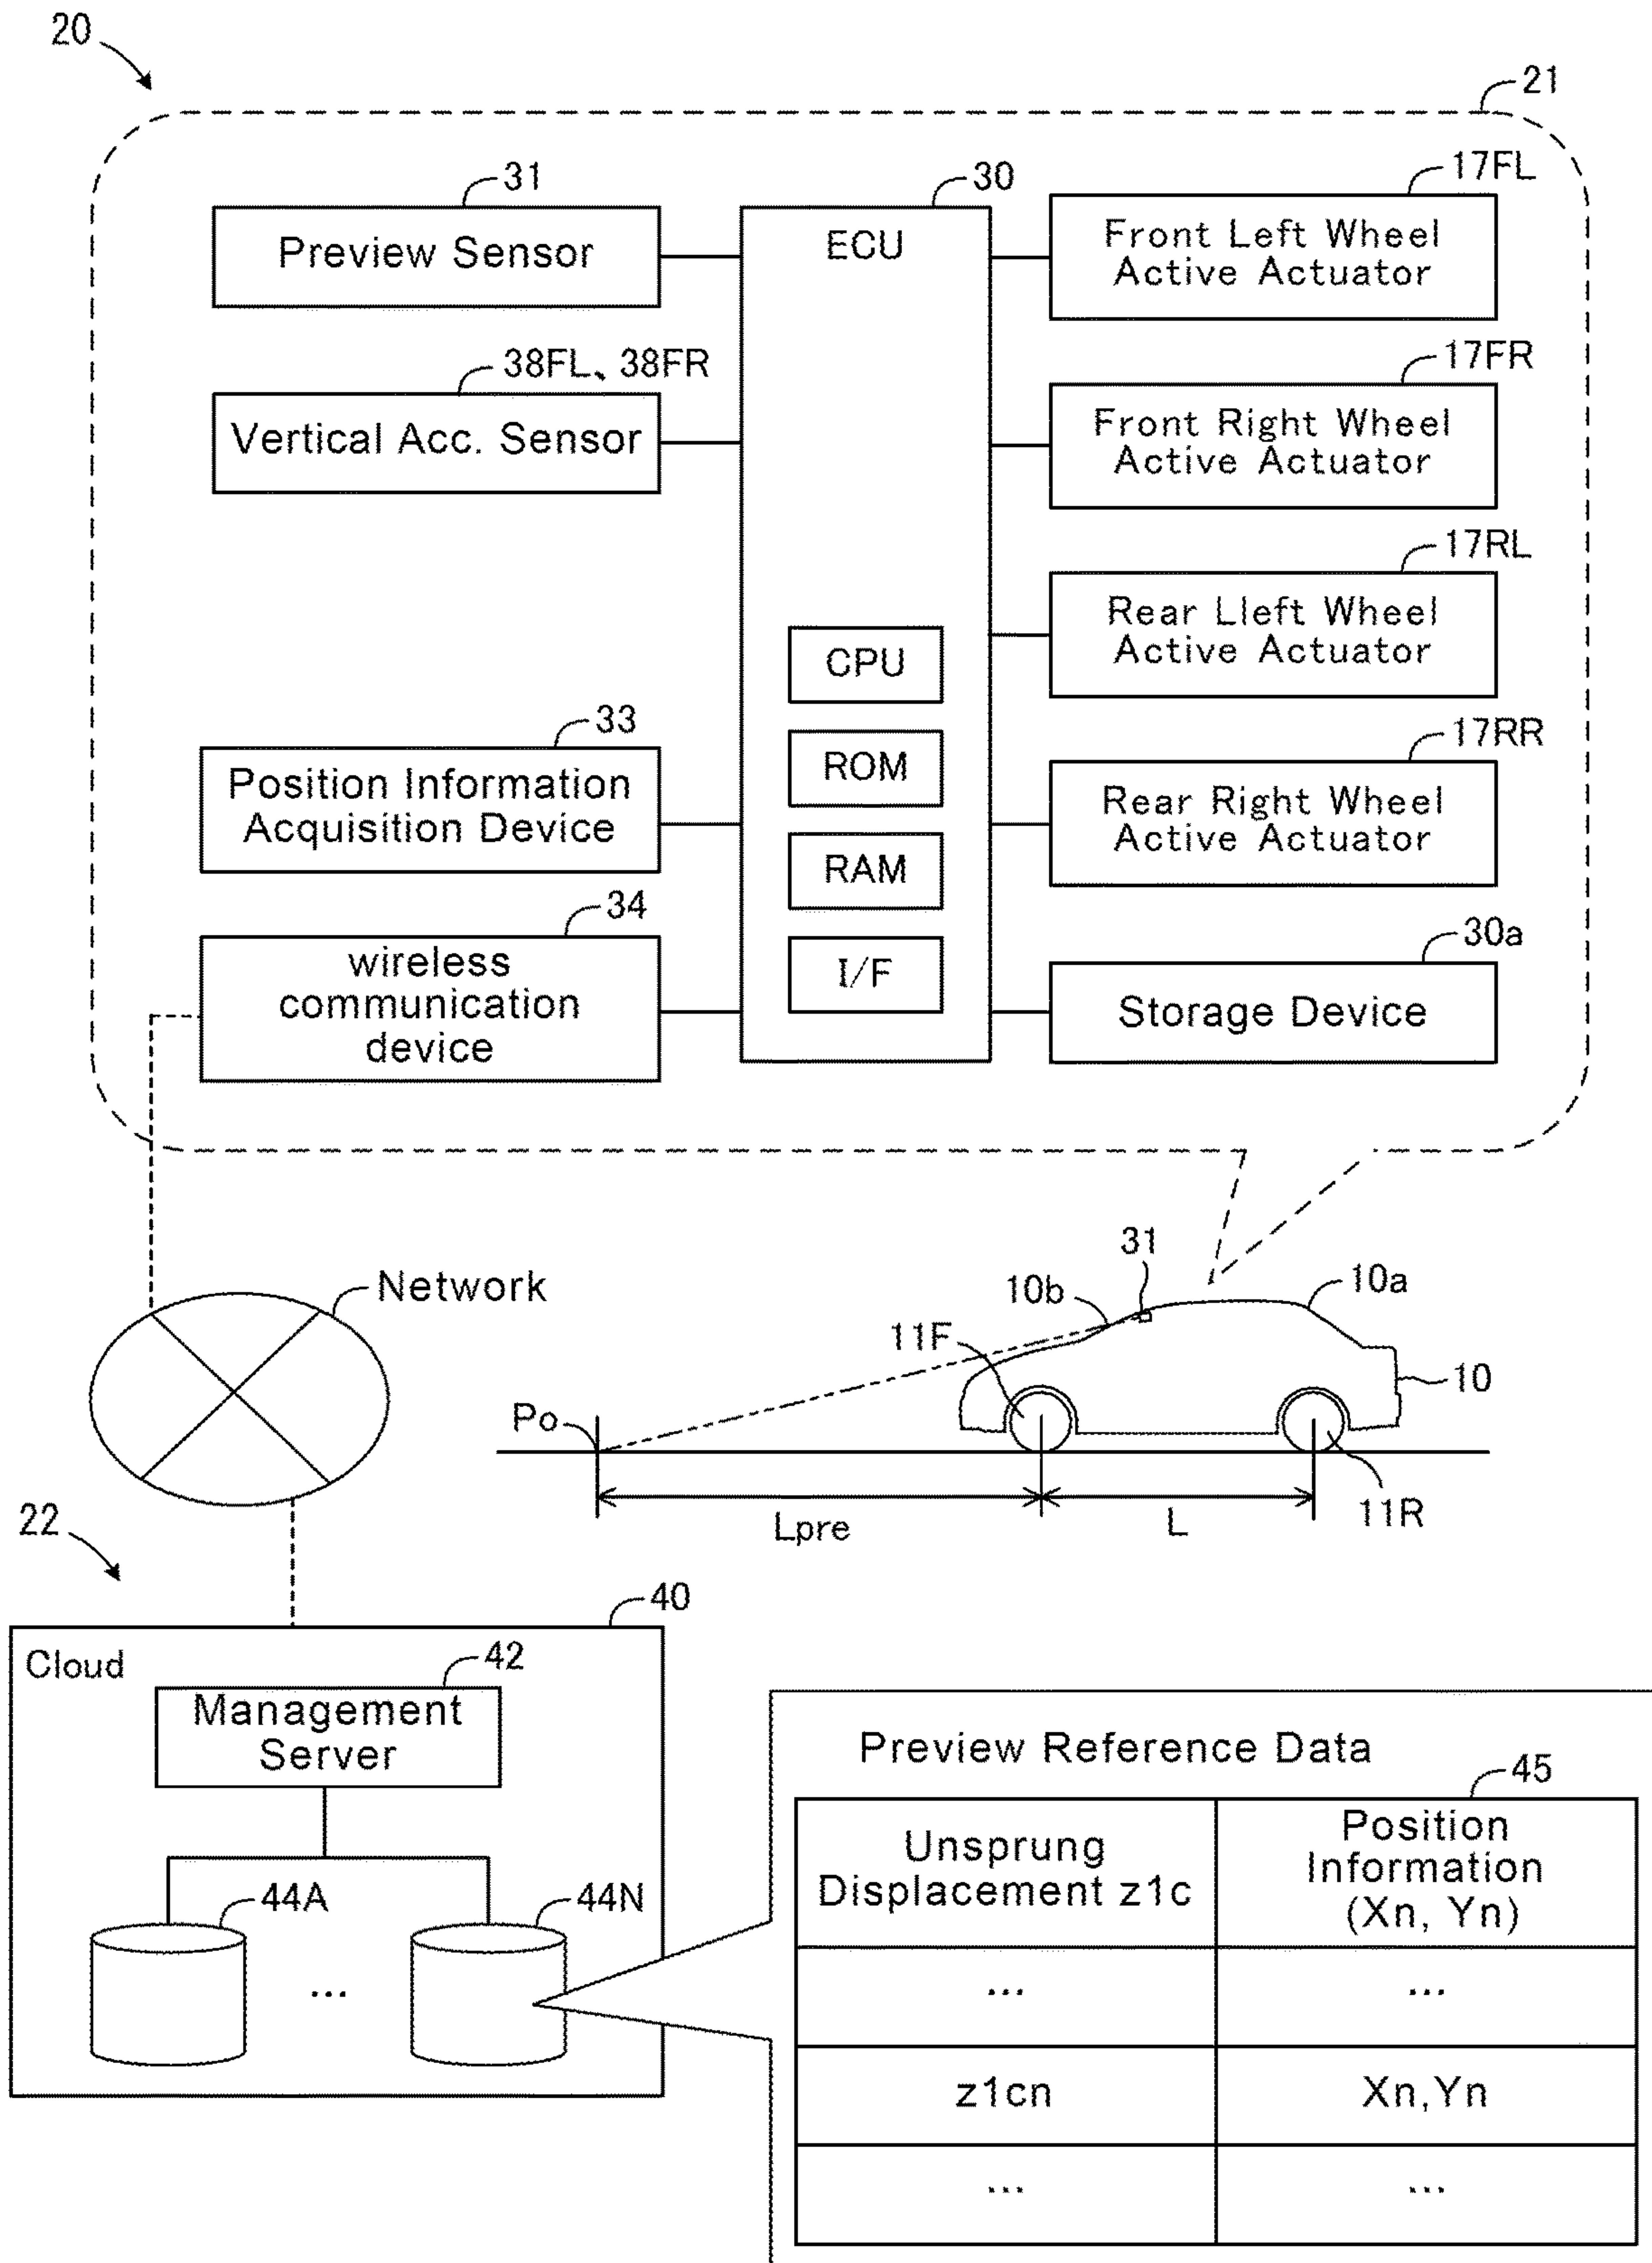 20
21
31
30
17FL
Preview Sensor
ECU
Front Left Wheel
Active Actuator
38FL、38FR
17FR
Vertical Acc. Sensor
Front Right Wheel
Active Actuator
17RL
Rear Lleft Wheel
Active Actuator
CPU
33
17RR
Position Information
Acquisition Device
ROM
Rear Right Wheel
Active Actuator
RAM
34
30a
wireless
communication
device
I/F
Storage Device
Network
31
10b
10a
11F
10
Po
11R
Lpre
L
22
40
Cloud
42
Management
Server
44A
44N
...
Preview Reference Data
45
Unsprung
Displacement z1c
Position
Information
(Xn, Yn)
...
...
z1cn
Xn,Yn
...
...